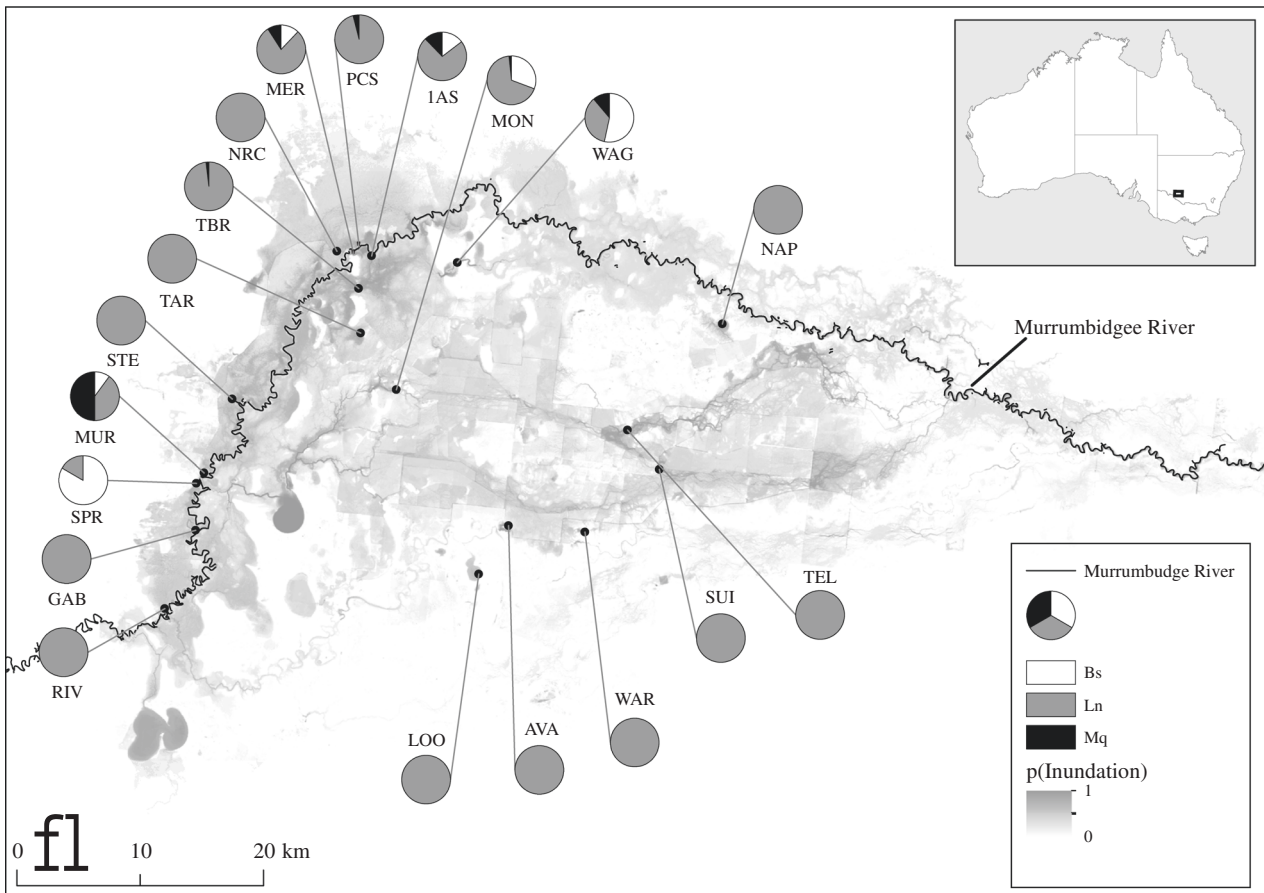 MER
PCS
1AS
MON
WAG
NRC
TBR
TAR
STE
MUR
SPR
GAB
RIV
NAP
Murrumbidgee River
TEL
SUI
WAR
AVA
LOO
Murrumbudge River
Bs
Ln
Mq
p(Inundation)
1
0
fl
0 10 20 km